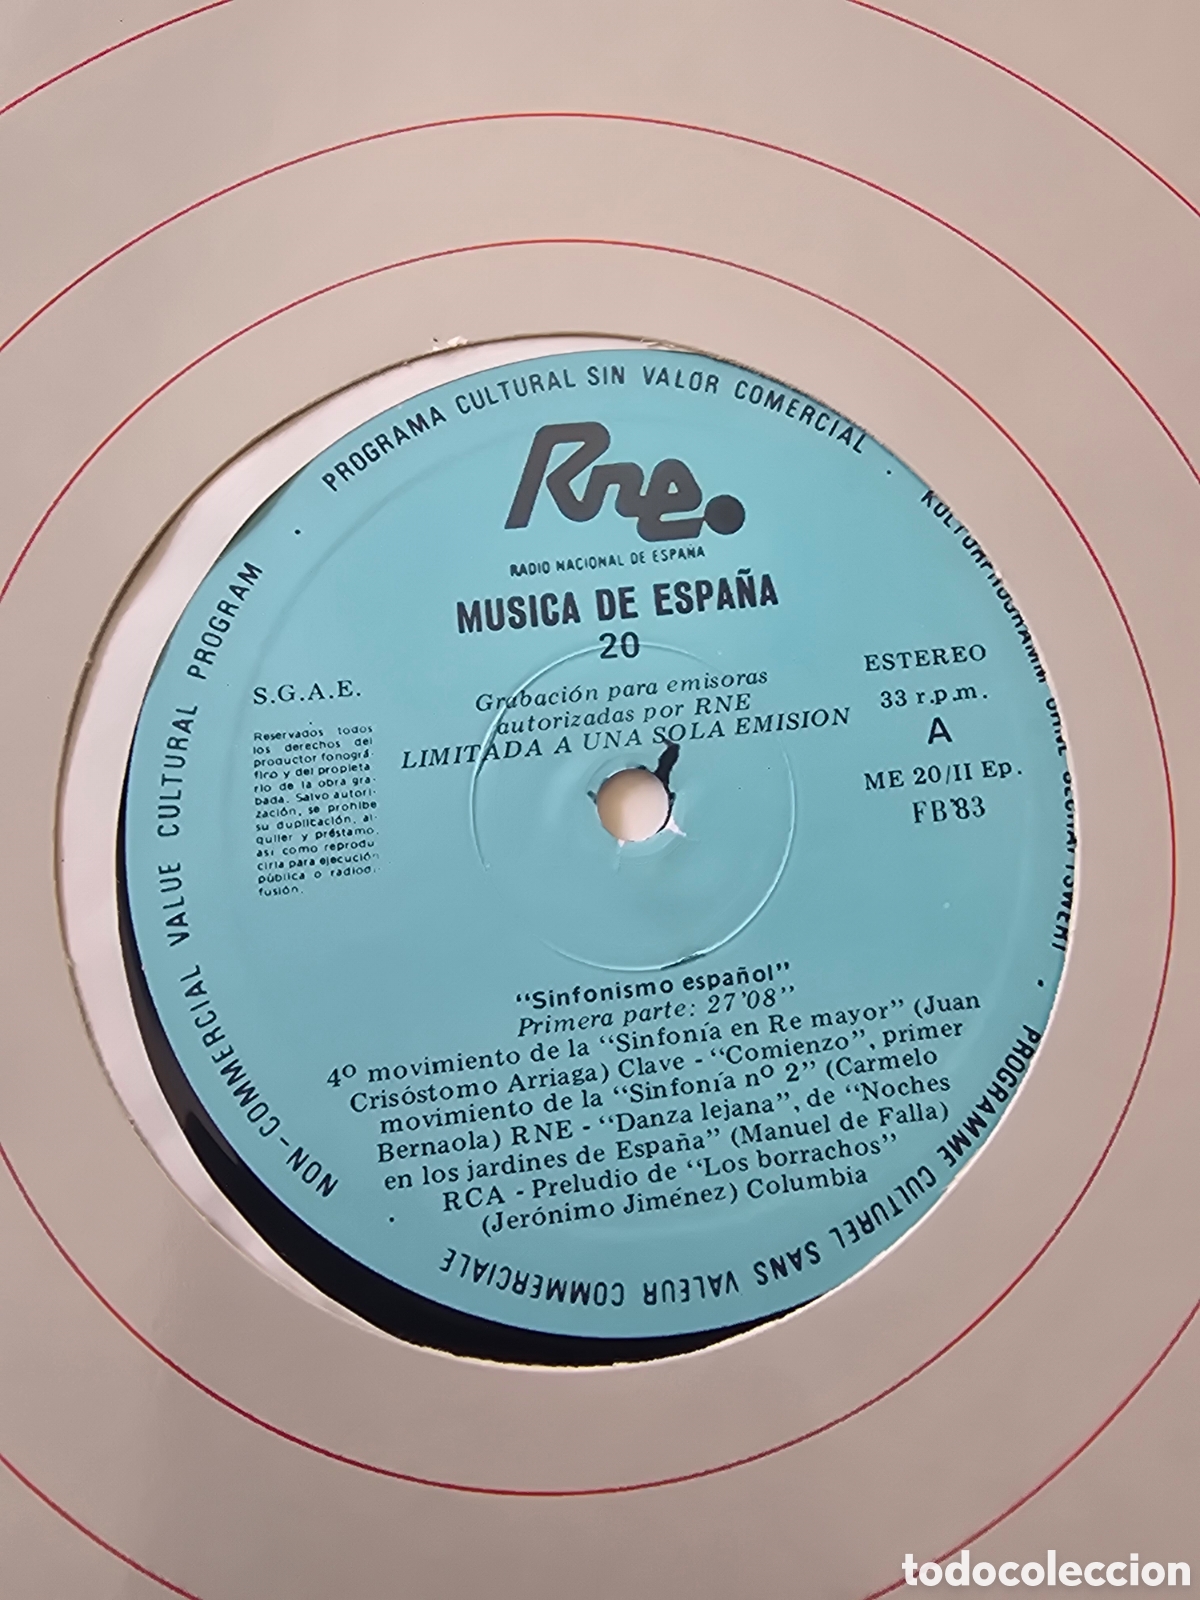 PROGRAMA CULTURAL SIN VALOR COMERCIAL
KULTURPROGRAMM OHNE
PROGRAMME CULTUREL SANS VALEUR COMMERCIALE
NON-COMMERCIAL VALUE CULTURAL PROGRAM
Rne.
RADIO NACIONAL DE ESPAÑA
MUSICA DE ESPAÑA
20
S.G.A.E.
Reservados todos
los derechos del
productor fonográ-
fico y del propieta
rio de la obra gra-
bada. Salvo autori-
zación, se prohibe
su duplicación, al-
quiler y préstamo,
así como reprodu
cirla para ejecución
pública o radiod.
fusión.
Grabación para emisoras
autorizadas por RNE
LIMITADA A UNA SOLA EMISION
ESTEREO
33 r.p.m.
A
ME 20/II Ep.
FB'83
"Sinfonismo español"
Primera parte: 27'08"
4º movimiento de la "Sinfonía en Re mayor" (Juan
Crisóstomo Arriaga) Clave - "Comienzo", primer
movimiento de la "Sinfonía nº 2" (Carmelo
Bernaola) RNE - "Danza lejana", de "Noches
en los jardines de España" (Manuel de Falla)
RCA - Preludio de "Los borrachos"
(Jerónimo Jiménez) Columbia
todocoleccion